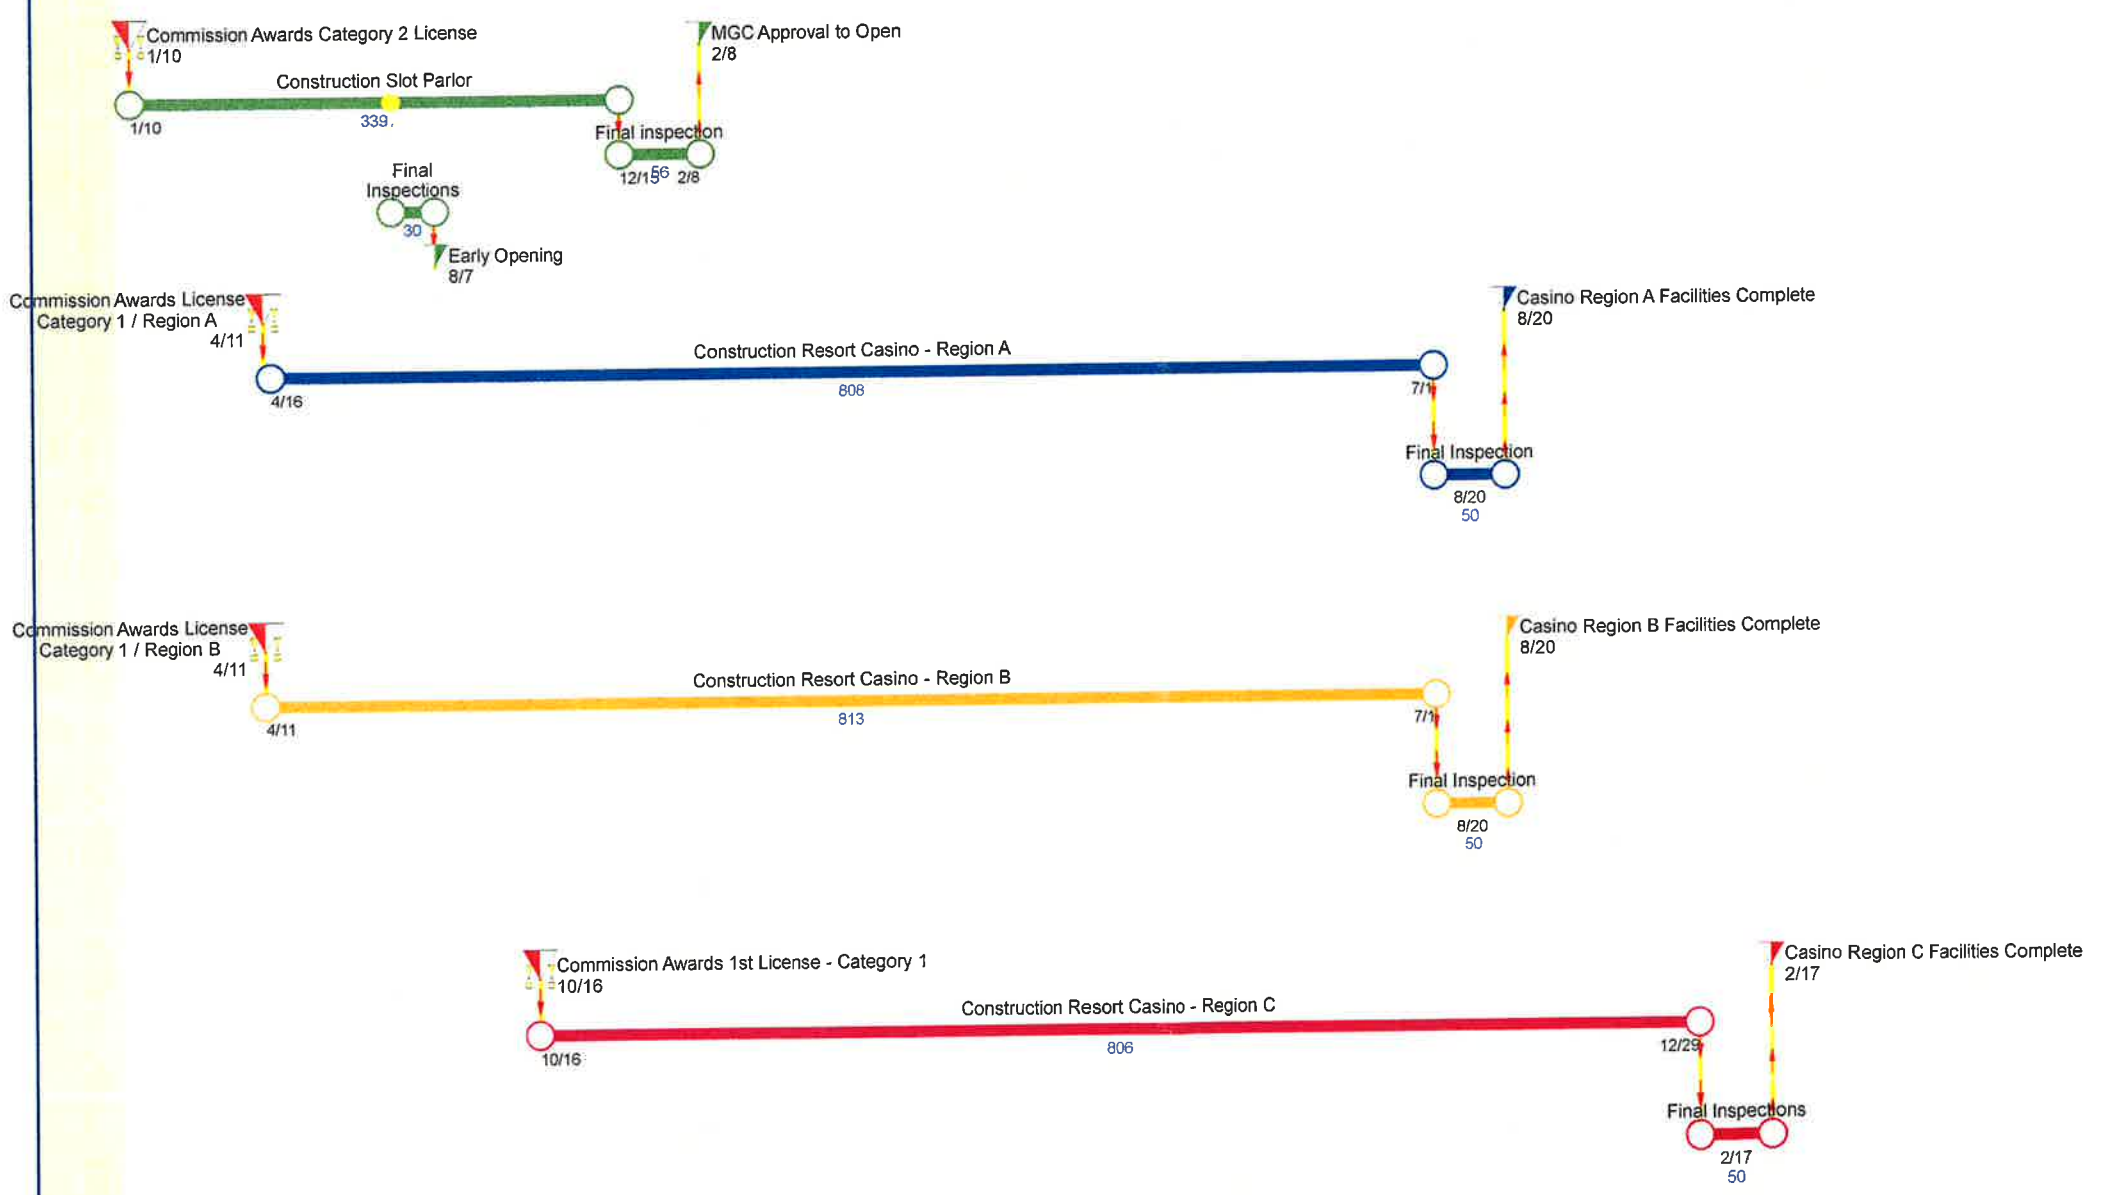 Commission Awards Category 2 License
1/10
MGC Approval to Open
2/8
Construction Slot Parlor
339
1/10
Final inspection
12/15
56
2/8
Final
Inspections
30
Early Opening
8/7
Commission Awards License
Category 1 / Region A
4/11
Casino Region A Facilities Complete
8/20
Construction Resort Casino - Region A
808
4/16
7/1
Final Inspection
8/20
50
Commission Awards License
Category 1 / Region B
4/11
Casino Region B Facilities Complete
8/20
Construction Resort Casino - Region B
813
4/11
7/1
Final Inspection
8/20
50
Commission Awards 1st License - Category 1
10/16
Casino Region C Facilities Complete
2/17
Construction Resort Casino - Region C
806
10/16
12/29
Final Inspections
2/17
50